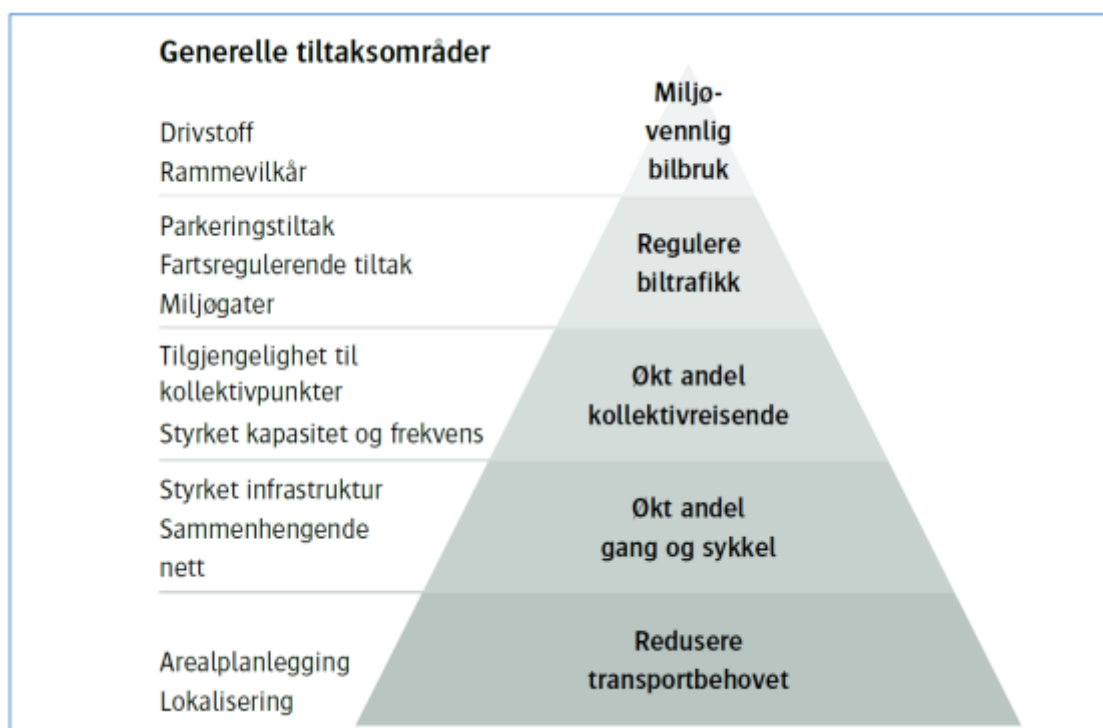 Generelle tiltaksområder
Miljø-
vennlig
bilbruk
Drivstoff
Rammevilkår
Parkeringstiltak
Fartsregulerende tiltak
Miljøgater
Regulere
biltrafikk
Tilgjengelighet til
kollektivpunkter
Styrket kapasitet og frekvens
Økt andel
kollektivreisende
Styrket infrastruktur
Sammenhengende
nett
Økt andel
gang og sykkel
Arealplanlegging
Lokalisering
Redusere
transportbehovet